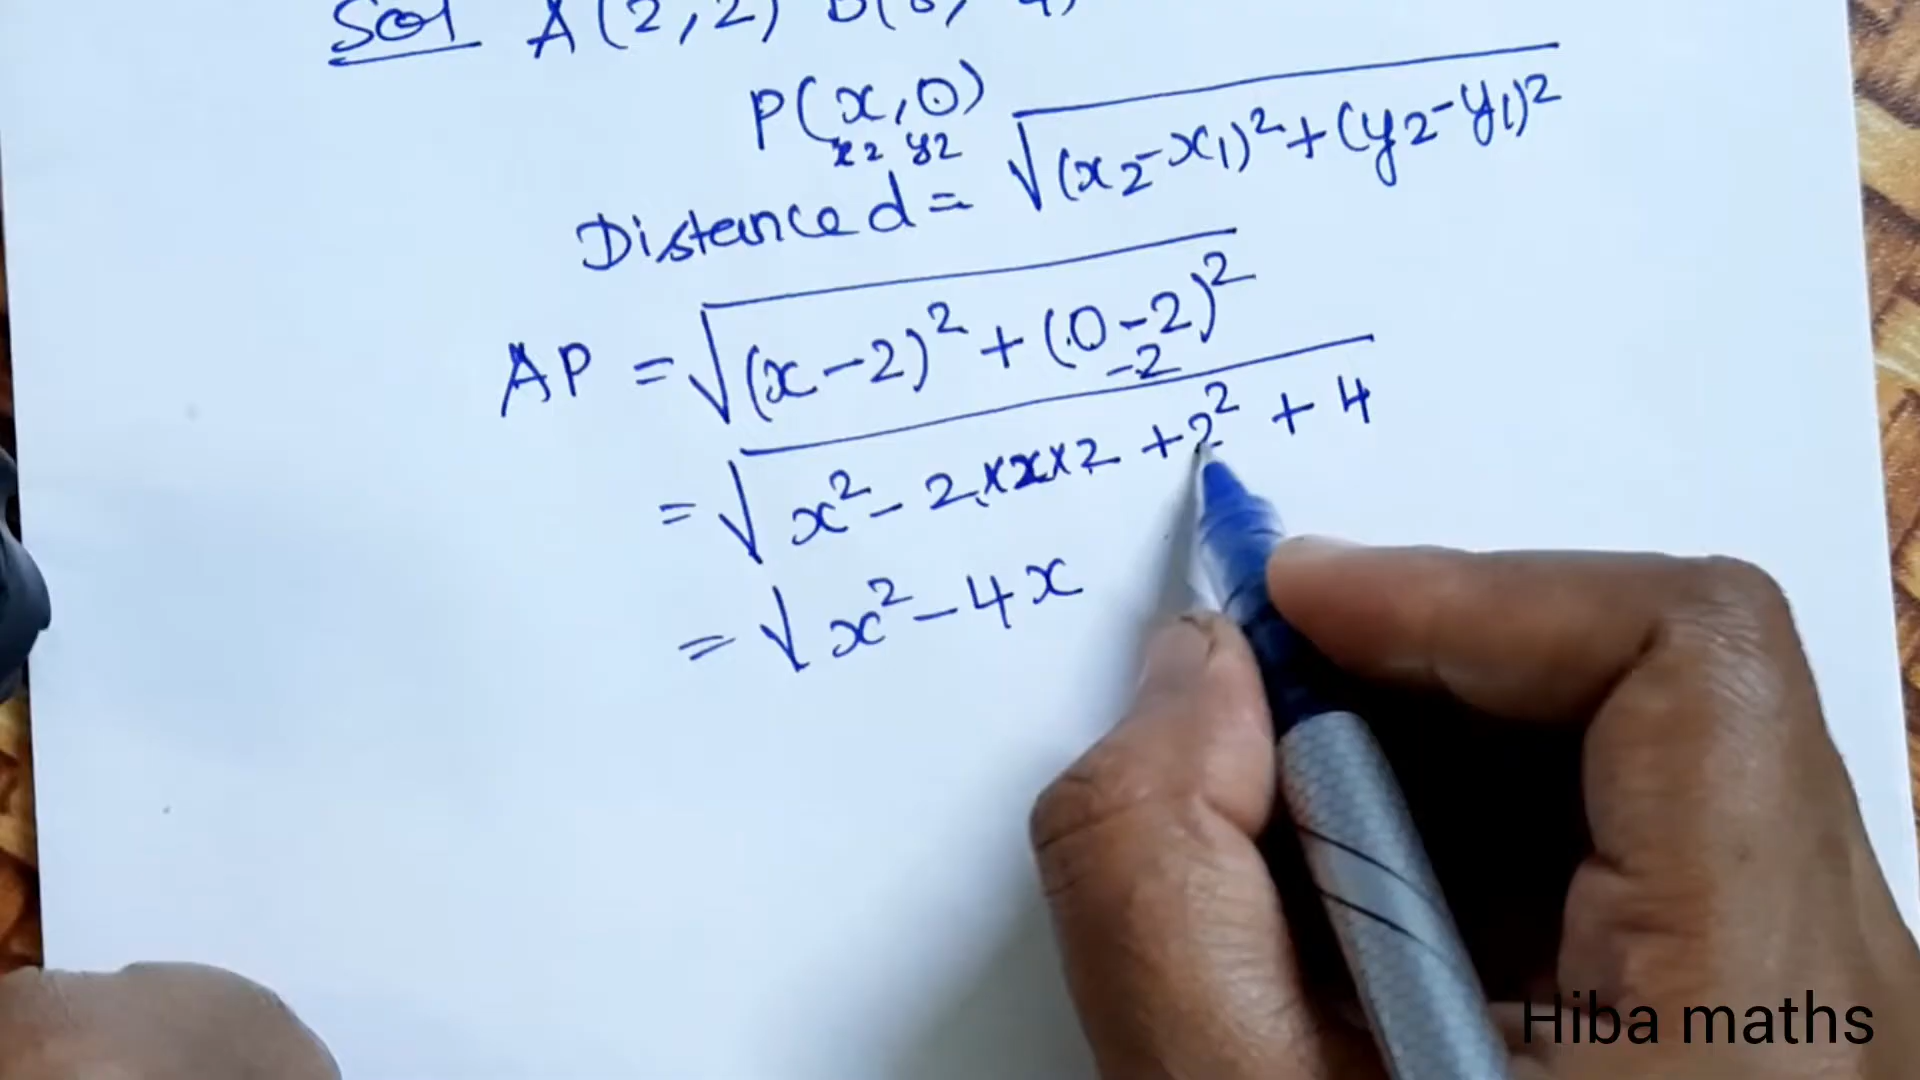 Sol A(2,2)
P(x,0)
x2 y2
Distance d = √(x2-x1)²+(y2-y1)²
AP = √(x-2)²+(0-2)²
-2
= √x²-2×x×2+2²+4
= √x²-4x
Hiba maths